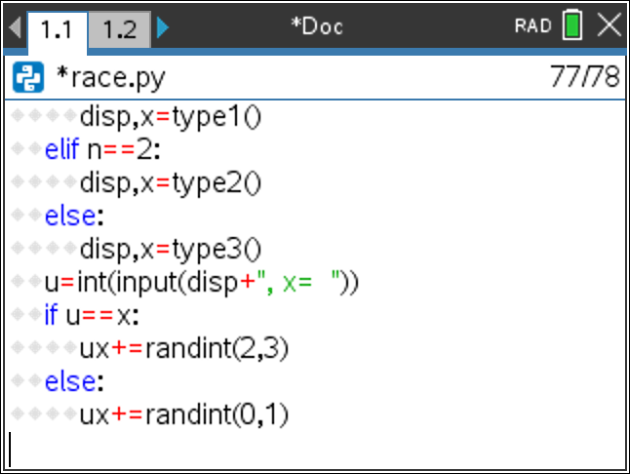 1.1 1.2 *Doc RAD
*race.py 77/78
disp,x=type1()
elif n==2:
disp,x=type2()
else:
disp,x=type3()
u=int(input(disp+", x=  "))
if u==x:
ux+=randint(2,3)
else:
ux+=randint(0,1)